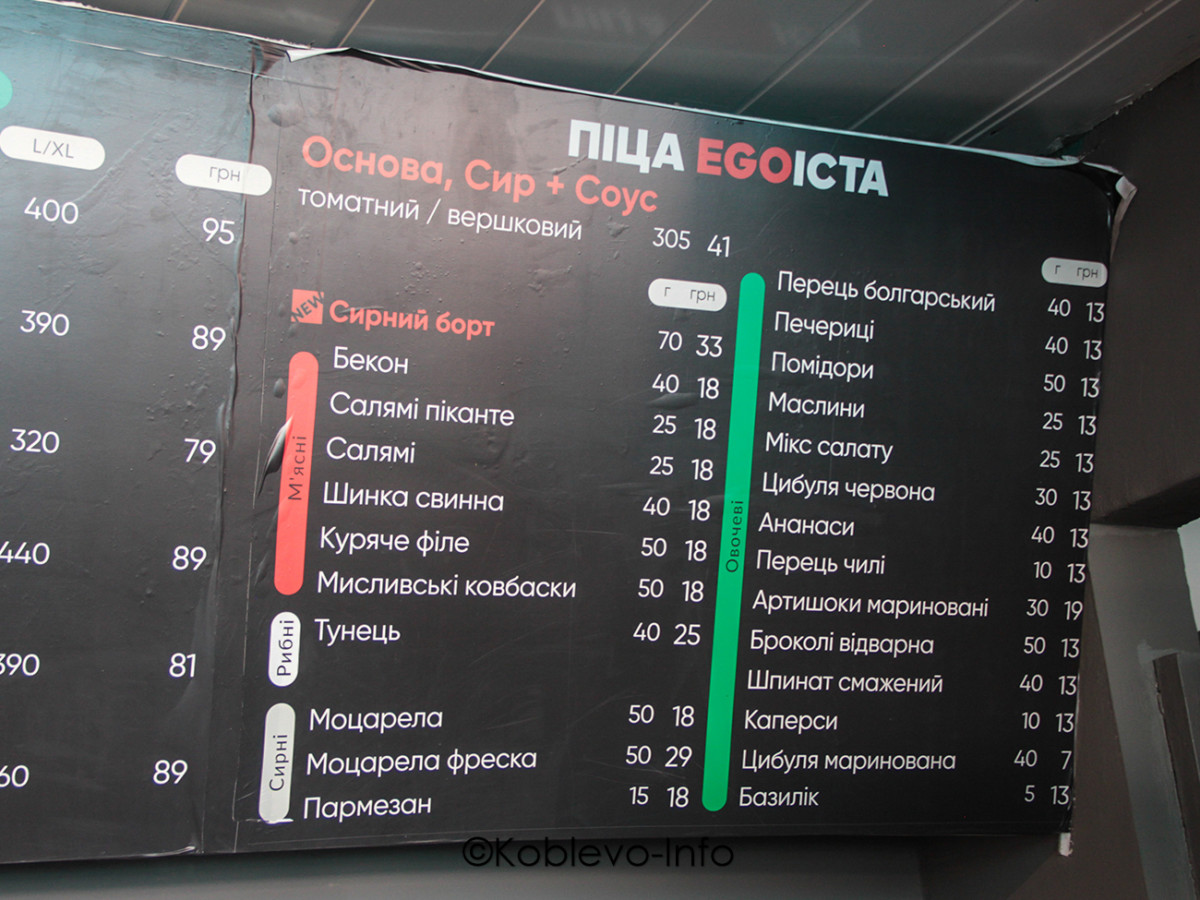 L/XL грн
400 95
390 89
320 79
440 89
390 81
89
ПІЦА EGOІСТА
Основа, Сир + Соус
томатний / вершковий 305 41
г грн
NEW Сирний борт 70 33
М'ясні
Бекон 40 18
Салямі піканте 25 18
Салямі 25 18
Шинка свинна 40 18
Куряче філе 50 18
Мисливські ковбаски 50 18
Рибні
Тунець 40 25
Сирні
Моцарела 50 18
Моцарела фреска 50 29
Пармезан 15 18
г грн
Овочеві
Перець болгарський 40 13
Печериці 40 13
Помідори 50 13
Маслини 25 13
Мікс салату 25 13
Цибуля червона 30 13
Ананаси 40 13
Перець чилі 10 13
Артишоки мариновані 30 19
Броколі відварна 50 13
Шпинат смажений 40 13
Каперси 10 13
Цибуля маринована 40 7
Базилік 5 13
©Koblevo-Info